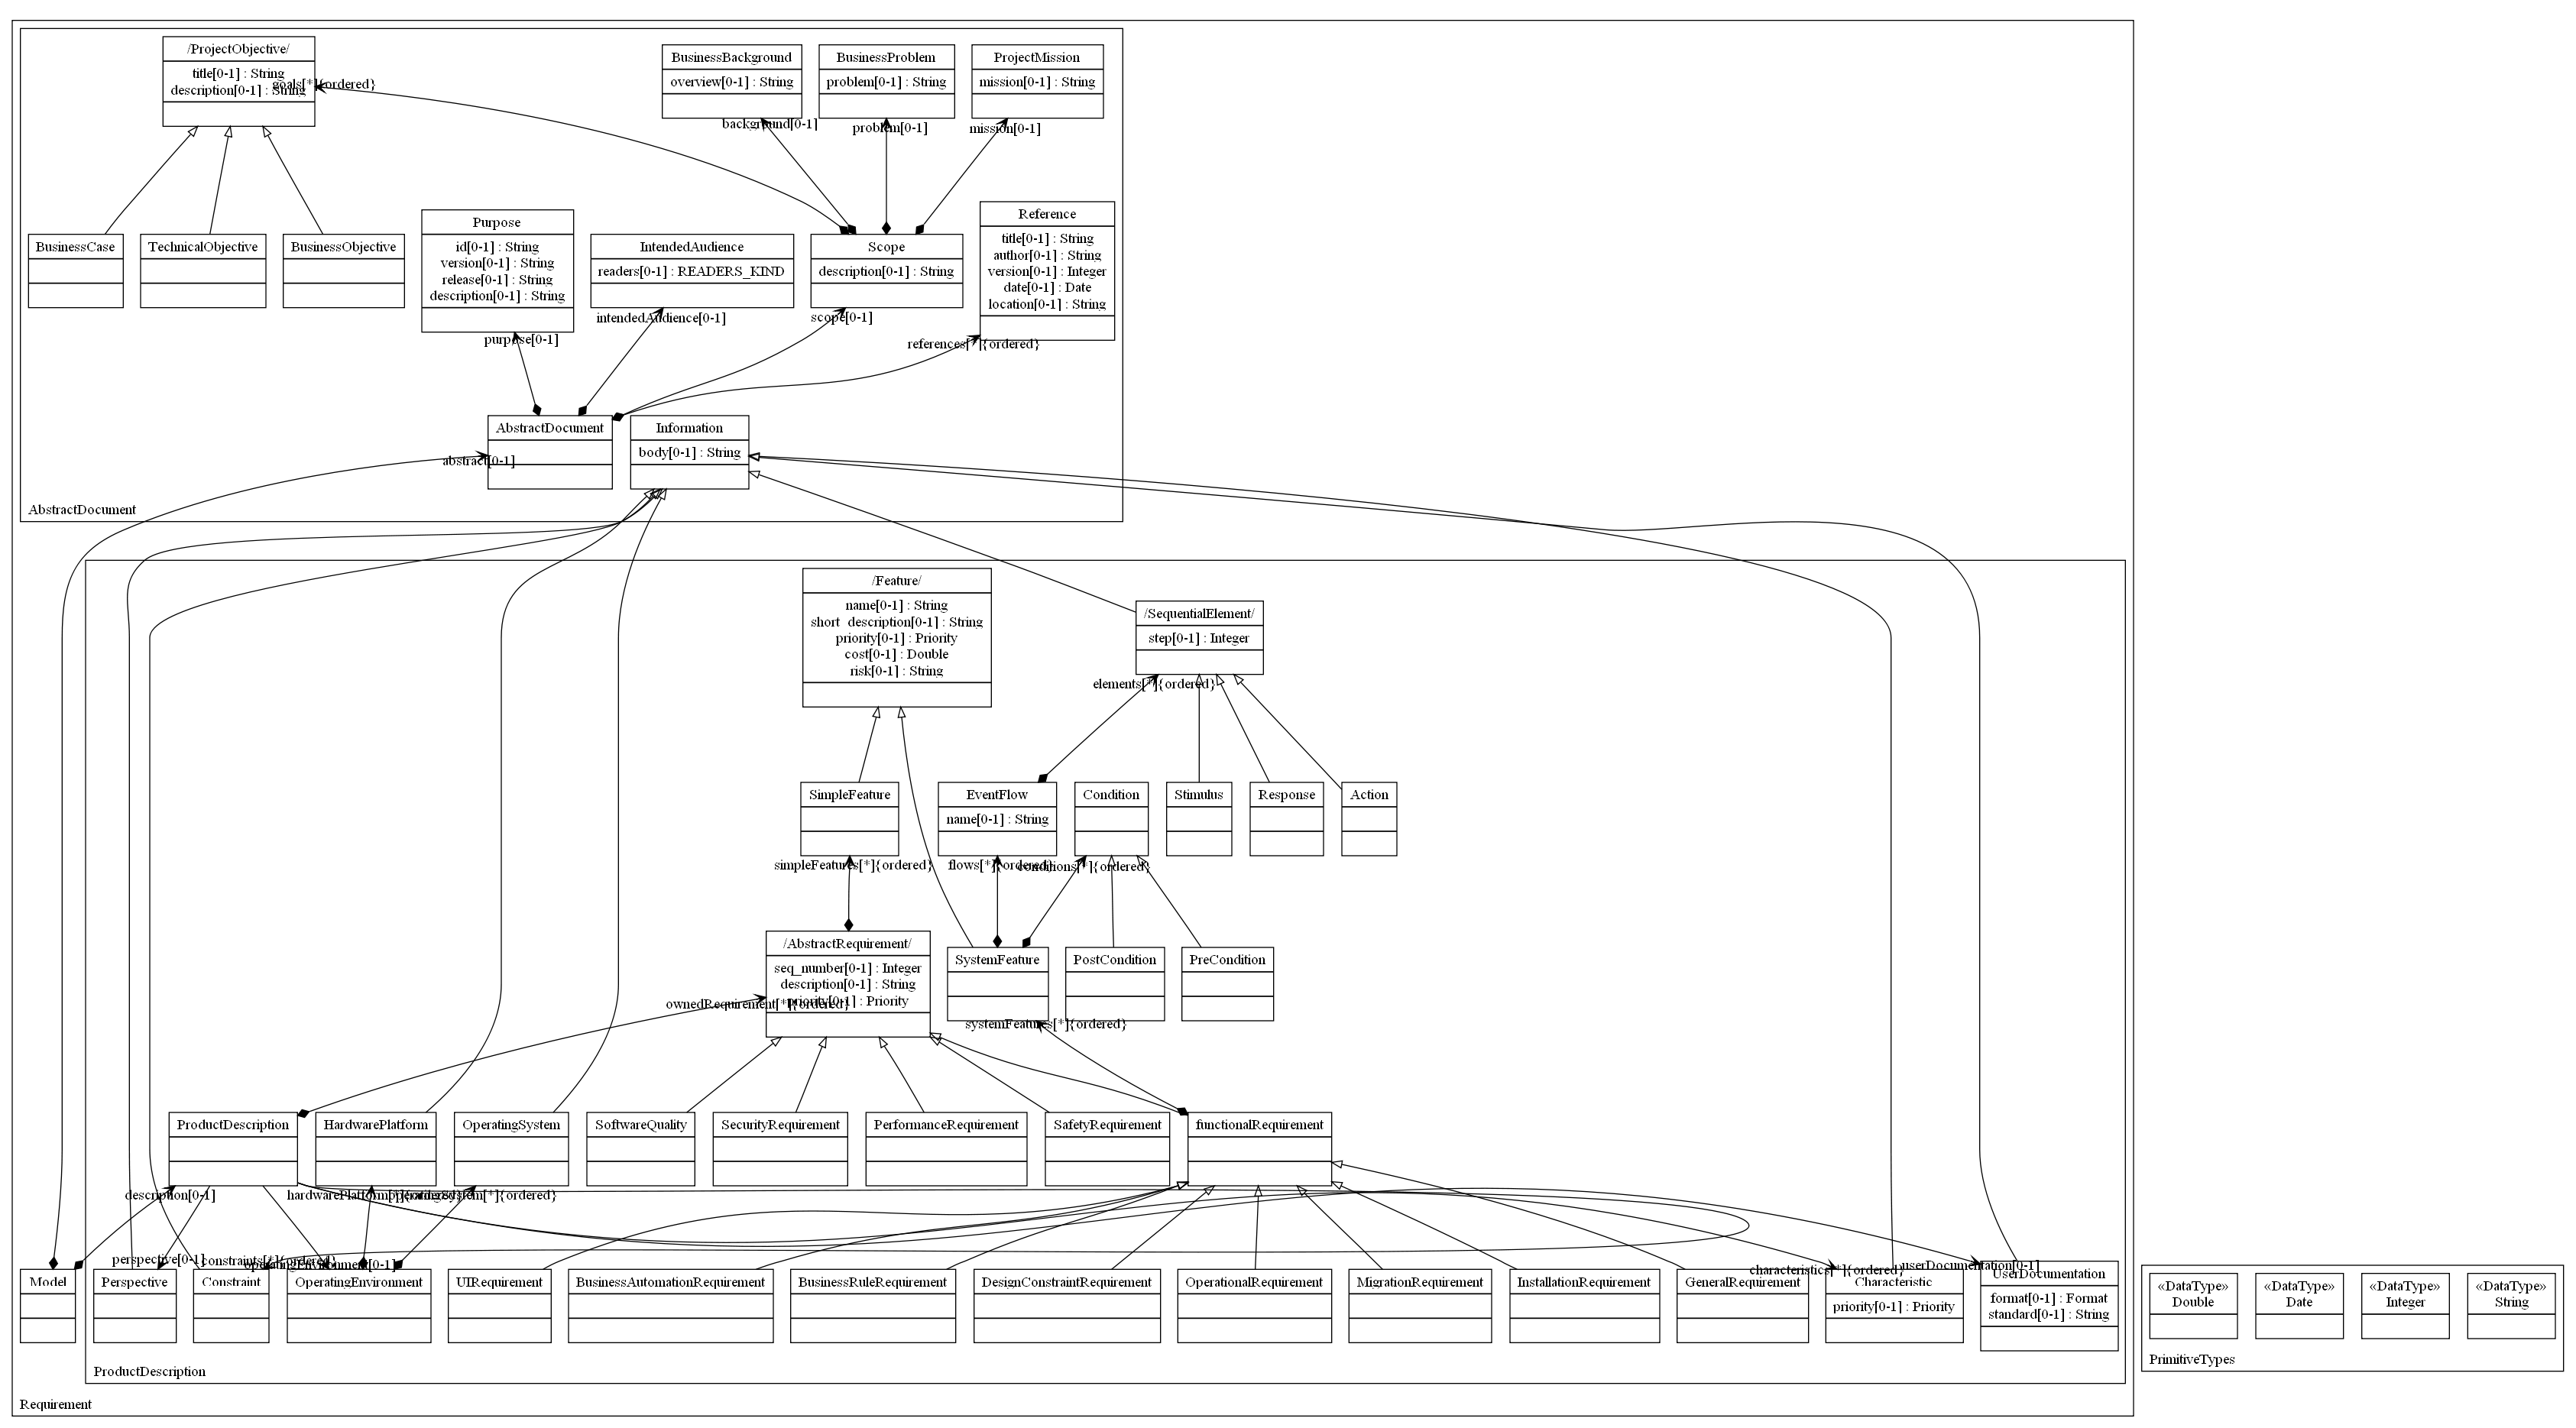 /ProjectObjective/
title[0-1] : String
description[0-1] : String
goals[*]{ordered}
BusinessBackground
overview[0-1] : String
BusinessProblem
problem[0-1] : String
ProjectMission
mission[0-1] : String
background[0-1]
problem[0-1]
mission[0-1]
BusinessCase
TechnicalObjective
BusinessObjective
Purpose
id[0-1] : String
version[0-1] : String
release[0-1] : String
description[0-1] : String
IntendedAudience
readers[0-1] : READERS_KIND
Scope
description[0-1] : String
Reference
title[0-1] : String
author[0-1] : String
version[0-1] : Integer
date[0-1] : Date
location[0-1] : String
purpose[0-1]
intendedAudience[0-1]
scope[0-1]
references[*]{ordered}
AbstractDocument
abstract[0-1]
Information
body[0-1] : String
AbstractDocument
/Feature/
name[0-1] : String
short_description[0-1] : String
priority[0-1] : Priority
cost[0-1] : Double
risk[0-1] : String
/SequentialElement/
step[0-1] : Integer
elements[*]{ordered}
SimpleFeature
EventFlow
name[0-1] : String
Condition
Stimulus
Response
Action
simpleFeatures[*]{ordered}
flows[*]{ordered}
conditions[*]{ordered}
/AbstractRequirement/
seq_number[0-1] : Integer
description[0-1] : String
priority[0-1] : Priority
ownedRequirement[*]{ordered}
SystemFeature
PostCondition
PreCondition
systemFeatures[*]{ordered}
ProductDescription
HardwarePlatform
OperatingSystem
SoftwareQuality
SecurityRequirement
PerformanceRequirement
SafetyRequirement
functionalRequirement
description[0-1]
hardwarePlatform[*]{ordered}
operatingSystem[*]{ordered}
perspective[0-1]
constraints[*]{ordered}
operatingEnvironment[0-1]
characteristics[*]{ordered}
userDocumentation[0-1]
Model
Perspective
Constraint
OperatingEnvironment
UIRequirement
BusinessAutomationRequirement
BusinessRuleRequirement
DesignConstraintRequirement
OperationalRequirement
MigrationRequirement
InstallationRequirement
GeneralRequirement
Characteristic
priority[0-1] : Priority
UserDocumentation
format[0-1] : Format
standard[0-1] : String
ProductDescription
Requirement
«DataType»
Double
«DataType»
Date
«DataType»
Integer
«DataType»
String
PrimitiveTypes